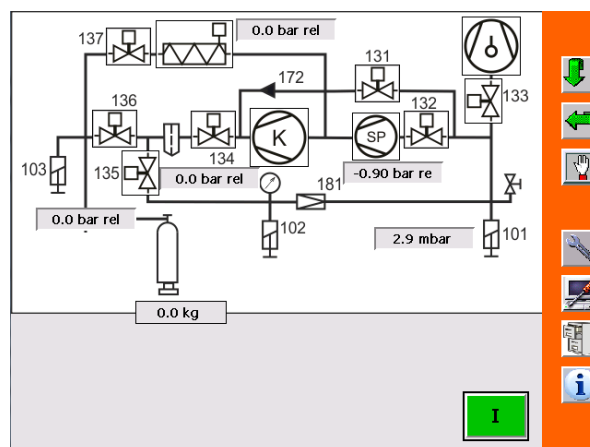 137
0.0 bar rel
131
172
133
136
132
K
SP
134
103
135
0.0 bar rel
-0.90 bar re
181
0.0 bar rel
102
101
2.9 mbar
0.0 kg
I
i